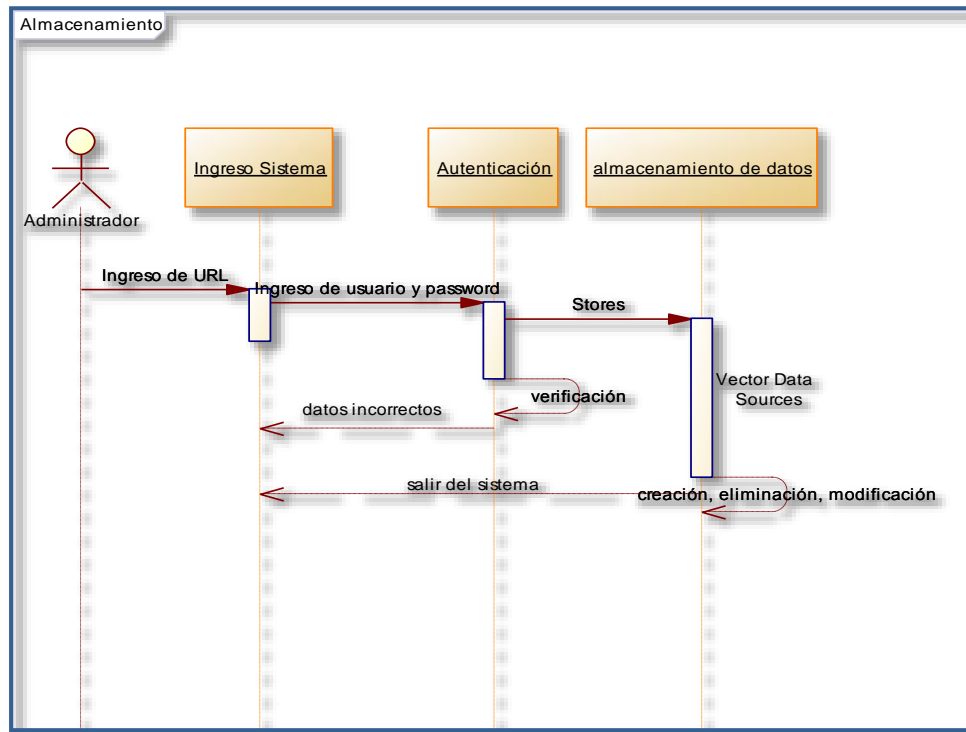 Almacenamiento
Ingreso Sistema
Autenticación
almacenamiento de datos
Administrador
Ingreso de URL
Ingreso de usuario y password
Stores
Vector Data
Sources
verificación
datos incorrectos
salir del sistema
creación, eliminación, modificación